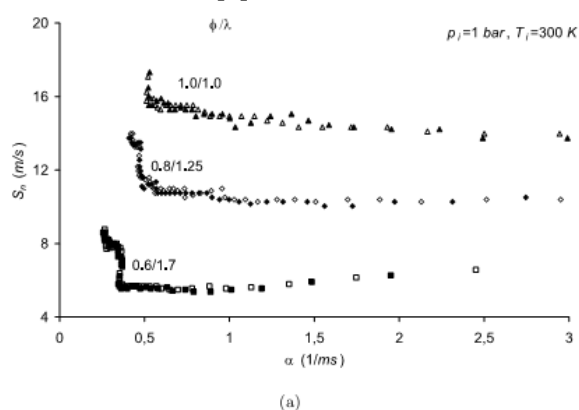 ϕ/λ
p_i=1 bar, T_i=300 K
20
16
12
8
4
S_n (m/s)
1.0/1.0
0.8/1.25
0.6/1.7
0 0,5 1 1,5 2 2,5 3
α (1/ms)
(a)